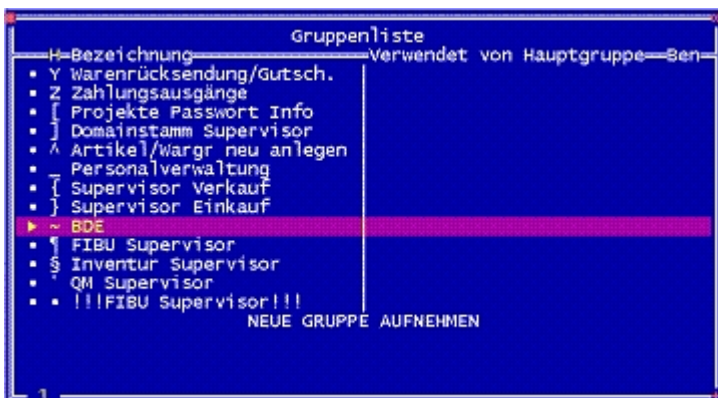 Gruppenliste
H Bezeichnung Verwendet von Hauptgruppe Ben
• Y Warenrücksendung/Gutsch.
• Z Zahlungsausgänge
• [ Projekte Passwort Info
• ] Domainstamm Supervisor
• ^ Artikel/Wargr neu anlegen
• _ Personalverwaltung
• { Supervisor Verkauf
• } Supervisor Einkauf
► ~ BDE
• ¶ FIBU Supervisor
• § Inventur Supervisor
• ' QM Supervisor
• • !!!FIBU Supervisor!!!
NEUE GRUPPE AUFNEHMEN
1